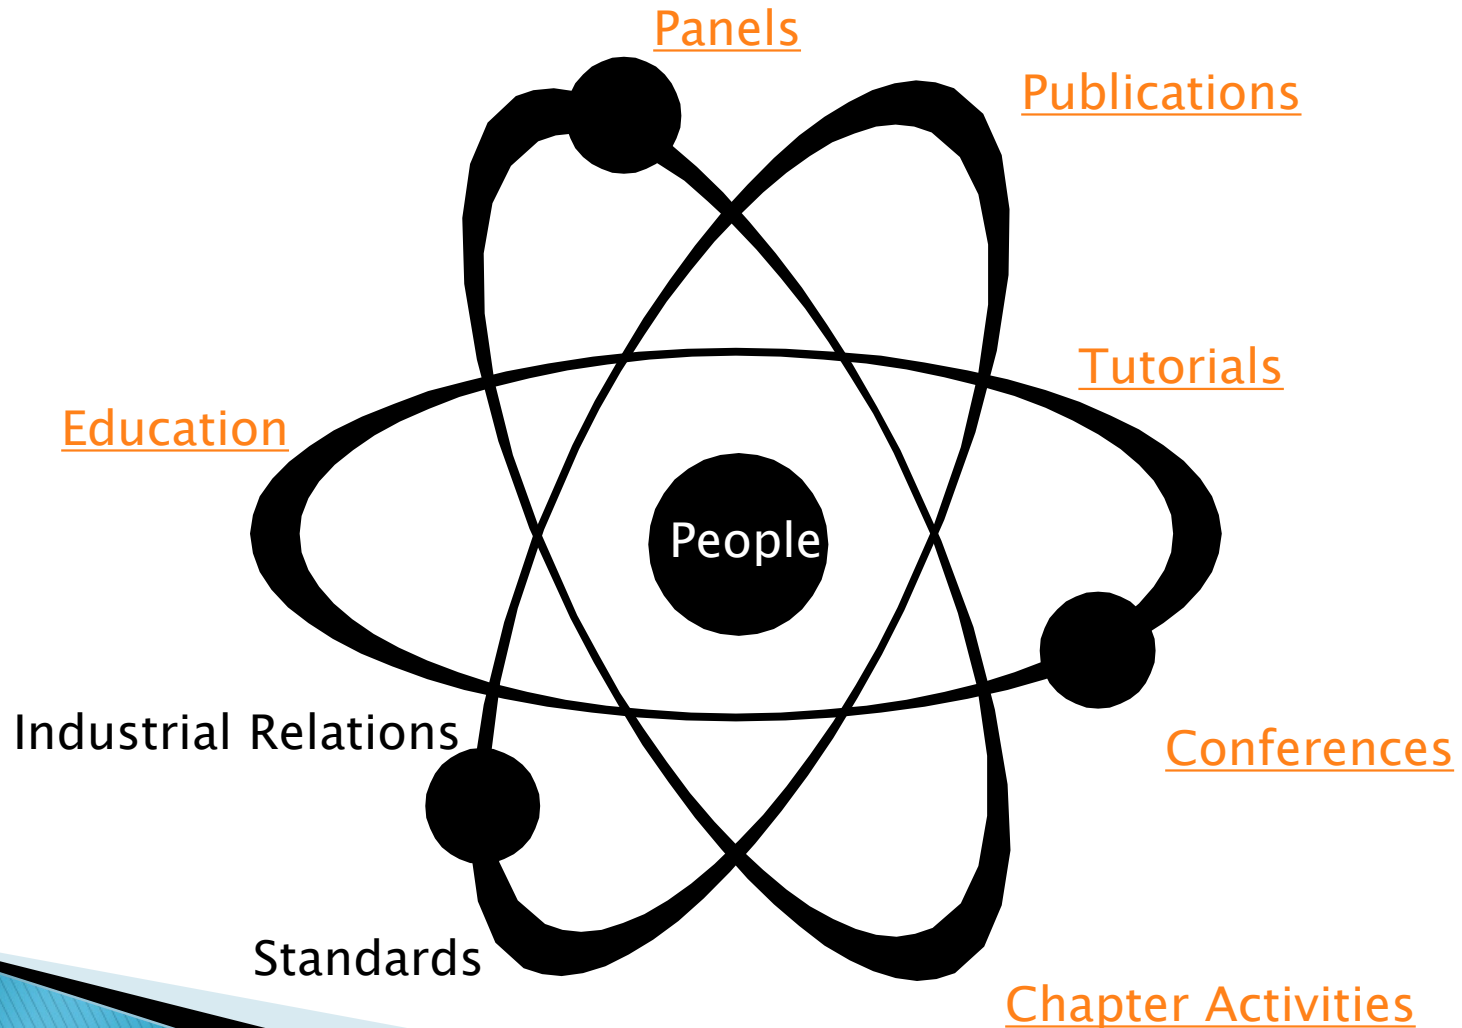 Panels
Publications
Tutorials
Education
People
Industrial Relations
Conferences
Standards
Chapter Activities